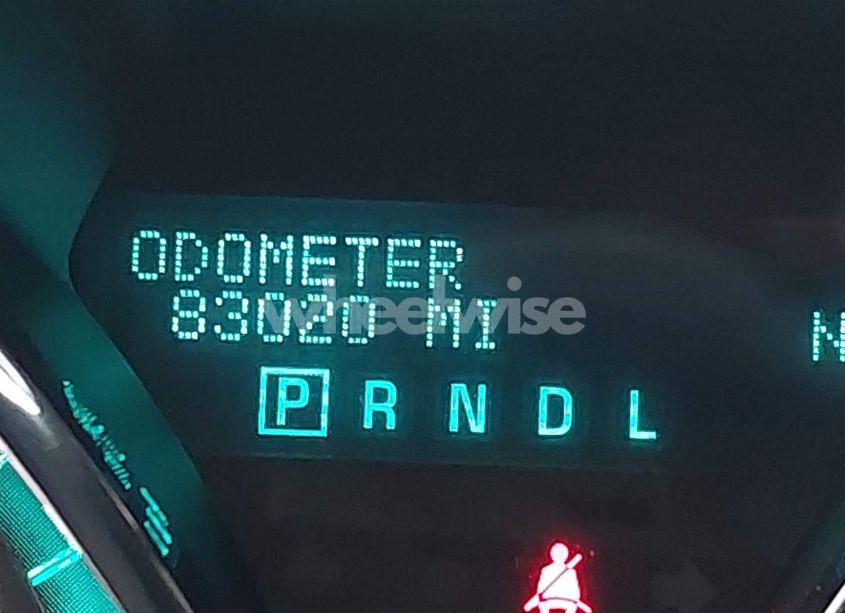 ODOMETER
83020 MI
wheelwise
N
P R N D L